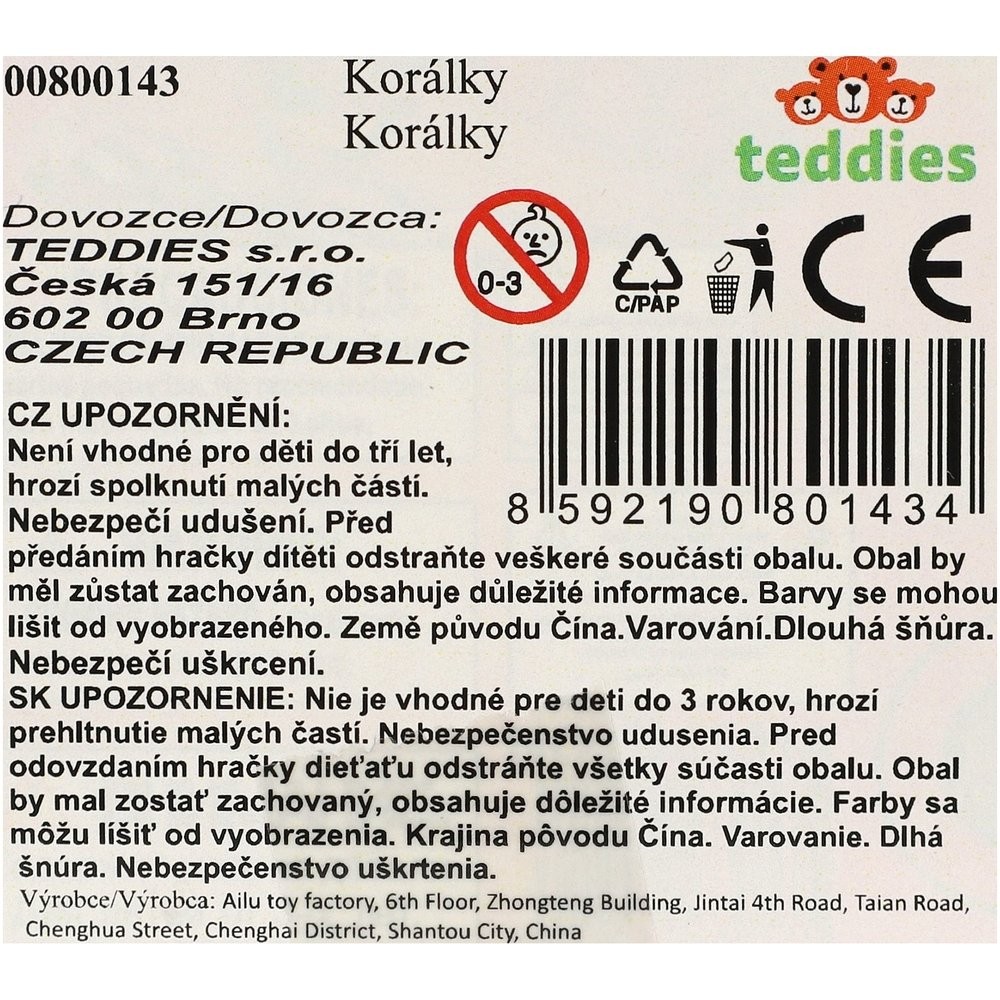 00800143
Korálky
Korálky
teddies
Dovozce/Dovozca:
TEDDIES s.r.o.
Česká 151/16
602 00 Brno
CZECH REPUBLIC
0-3
C/PAP
CE
8 592190 801434
CZ UPOZORNĚNÍ:
Není vhodné pro děti do tří let,
hrozí spolknutí malých částí.
Nebezpečí udušení. Před
předáním hračky dítěti odstraňte veškeré součásti obalu. Obal by
měl zůstat zachován, obsahuje důležité informace. Barvy se mohou
lišit od vyobrazeného. Země původu Čína.Varování.Dlouhá šňůra.
Nebezpečí uškrcení.
SK UPOZORNENIE: Nie je vhodné pre deti do 3 rokov, hrozí
prehltnutie malých častí. Nebezpečenstvo udusenia. Pred
odovzdaním hračky dieťaťu odstráňte všetky súčasti obalu. Obal
by mal zostať zachovaný, obsahuje dôležité informácie. Farby sa
môžu líšiť od vyobrazenia. Krajina pôvodu Čína. Varovanie. Dlhá
šnúra. Nebezpečenstvo uškrtenia.
Výrobce/Výrobca: Ailu toy factory, 6th Floor, Zhongteng Building, Jintai 4th Road, Taian Road,
Chenghua Street, Chenghai District, Shantou City, China